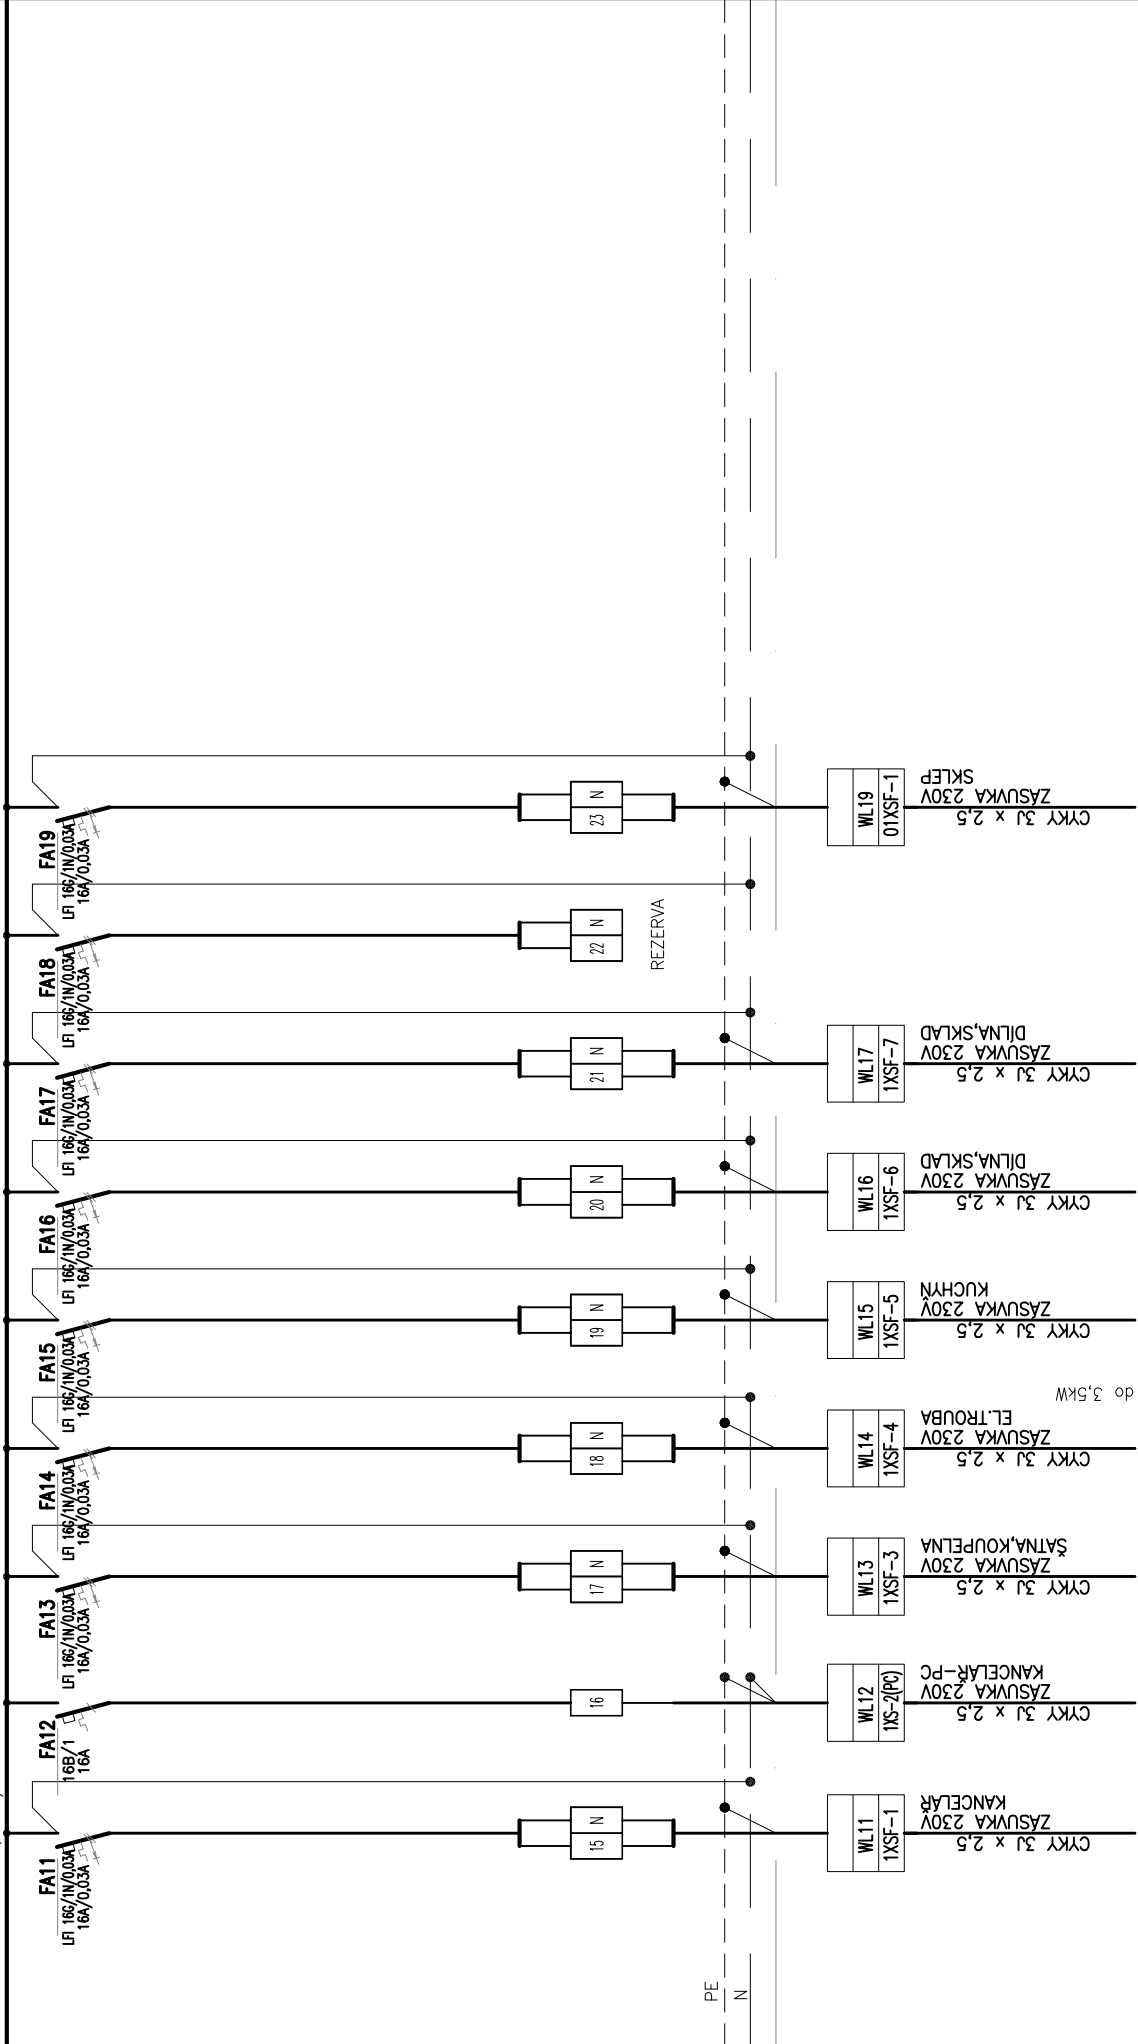 FA11
LFI 16G/1N/0,03A
16A/0,03A
15 N
WL11
1XSF-1
CYKY 3J x 2,5
ZÁSUVKA 230V
KANCELÁŘ
FA12
16B/1
16A
16
WL12
1XS-2(PC)
CYKY 3J x 2,5
ZÁSUVKA 230V
KANCELÁŘ-PC
FA13
LFI 16G/1N/0,03A
16A/0,03A
17 N
WL13
1XSF-3
CYKY 3J x 2,5
ZÁSUVKA 230V
ŠATNA,KOUPELNA
FA14
LFI 16G/1N/0,03A
16A/0,03A
18 N
WL14
1XSF-4
CYKY 3J x 2,5
ZÁSUVKA 230V
EL.TROUBA
do 3,5kW
FA15
LFI 16G/1N/0,03A
16A/0,03A
19 N
WL15
1XSF-5
CYKY 3J x 2,5
ZÁSUVKA 230V
KUCHYŇ
FA16
LFI 16G/1N/0,03A
16A/0,03A
20 N
WL16
1XSF-6
CYKY 3J x 2,5
ZÁSUVKA 230V
DÍLNA,SKLAD
FA17
LFI 16G/1N/0,03A
16A/0,03A
21 N
WL17
1XSF-7
CYKY 3J x 2,5
ZÁSUVKA 230V
DÍLNA,SKLAD
FA18
LFI 16G/1N/0,03A
16A/0,03A
22 N
REZERVA
FA19
LFI 16G/1N/0,03A
16A/0,03A
23 N
WL19
01XSF-1
CYKY 3J x 2,5
ZÁSUVKA 230V
SKLEP
PE
N